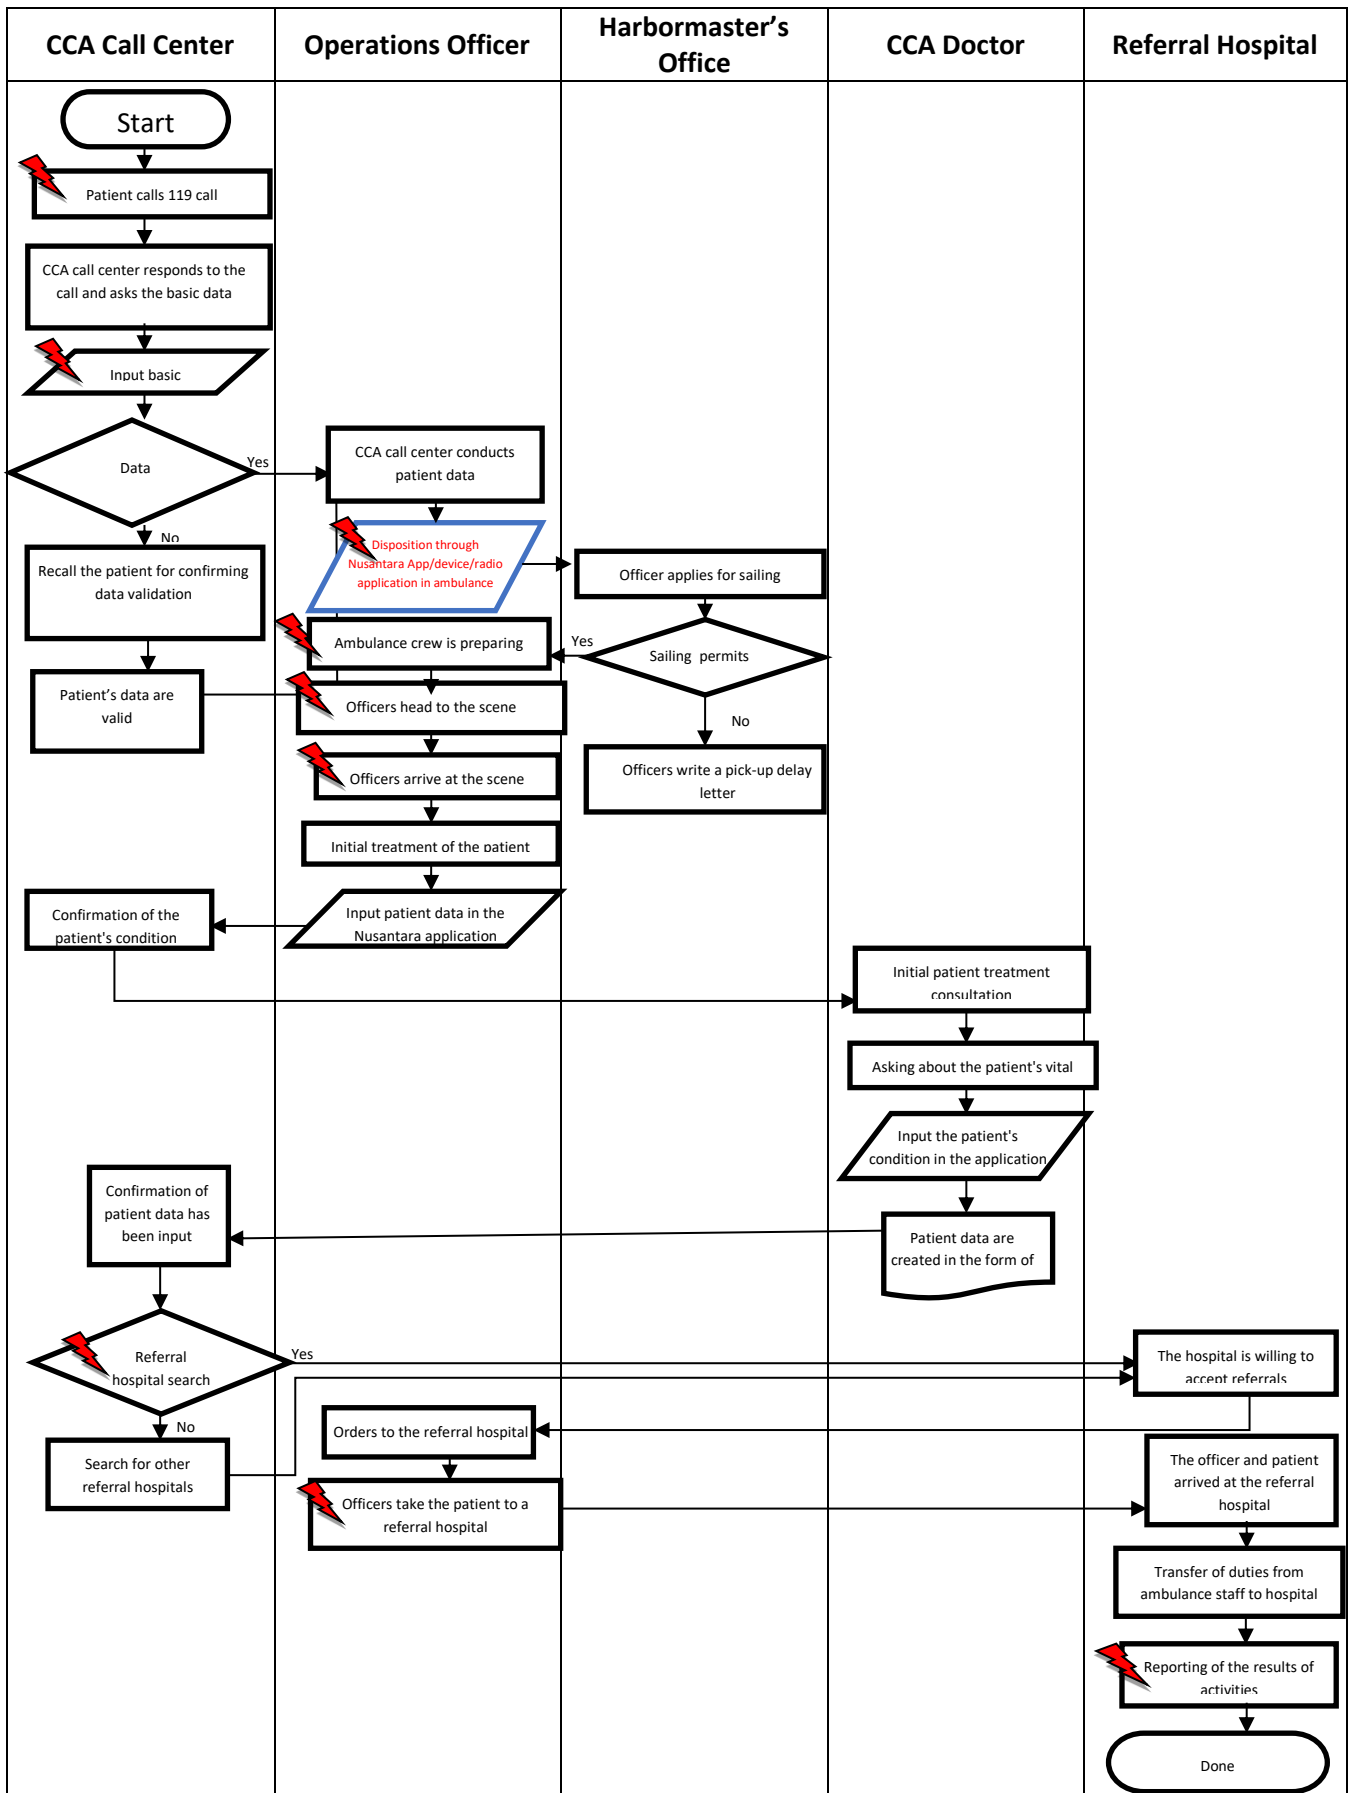 CCA Call Center
Operations Officer
Harbormaster's
Office
CCA Doctor
Referral Hospital
Start
Patient calls 119 call
CCA call center responds to the
call and asks the basic data
Input basic
Data
Yes
No
Recall the patient for confirming
data validation
Patient's data are
valid
CCA call center conducts
patient data
Disposition through
Nusantara App/device/radio
application in ambulance
Officer applies for sailing
Sailing permits
Yes
No
Officers write a pick-up delay
letter
Ambulance crew is preparing
Officers head to the scene
Officers arrive at the scene
Initial treatment of the patient
Input patient data in the
Nusantara application
Confirmation of the
patient's condition
Initial patient treatment
consultation
Asking about the patient's vital
Input the patient's
condition in the application
Patient data are
created in the form of
Confirmation of
patient data has
been input
Referral
hospital search
Yes
No
Search for other
referral hospitals
The hospital is willing to
accept referrals
Orders to the referral hospital
Officers take the patient to a
referral hospital
The officer and patient
arrived at the referral
hospital
Transfer of duties from
ambulance staff to hospital
Reporting of the results of
activities
Done